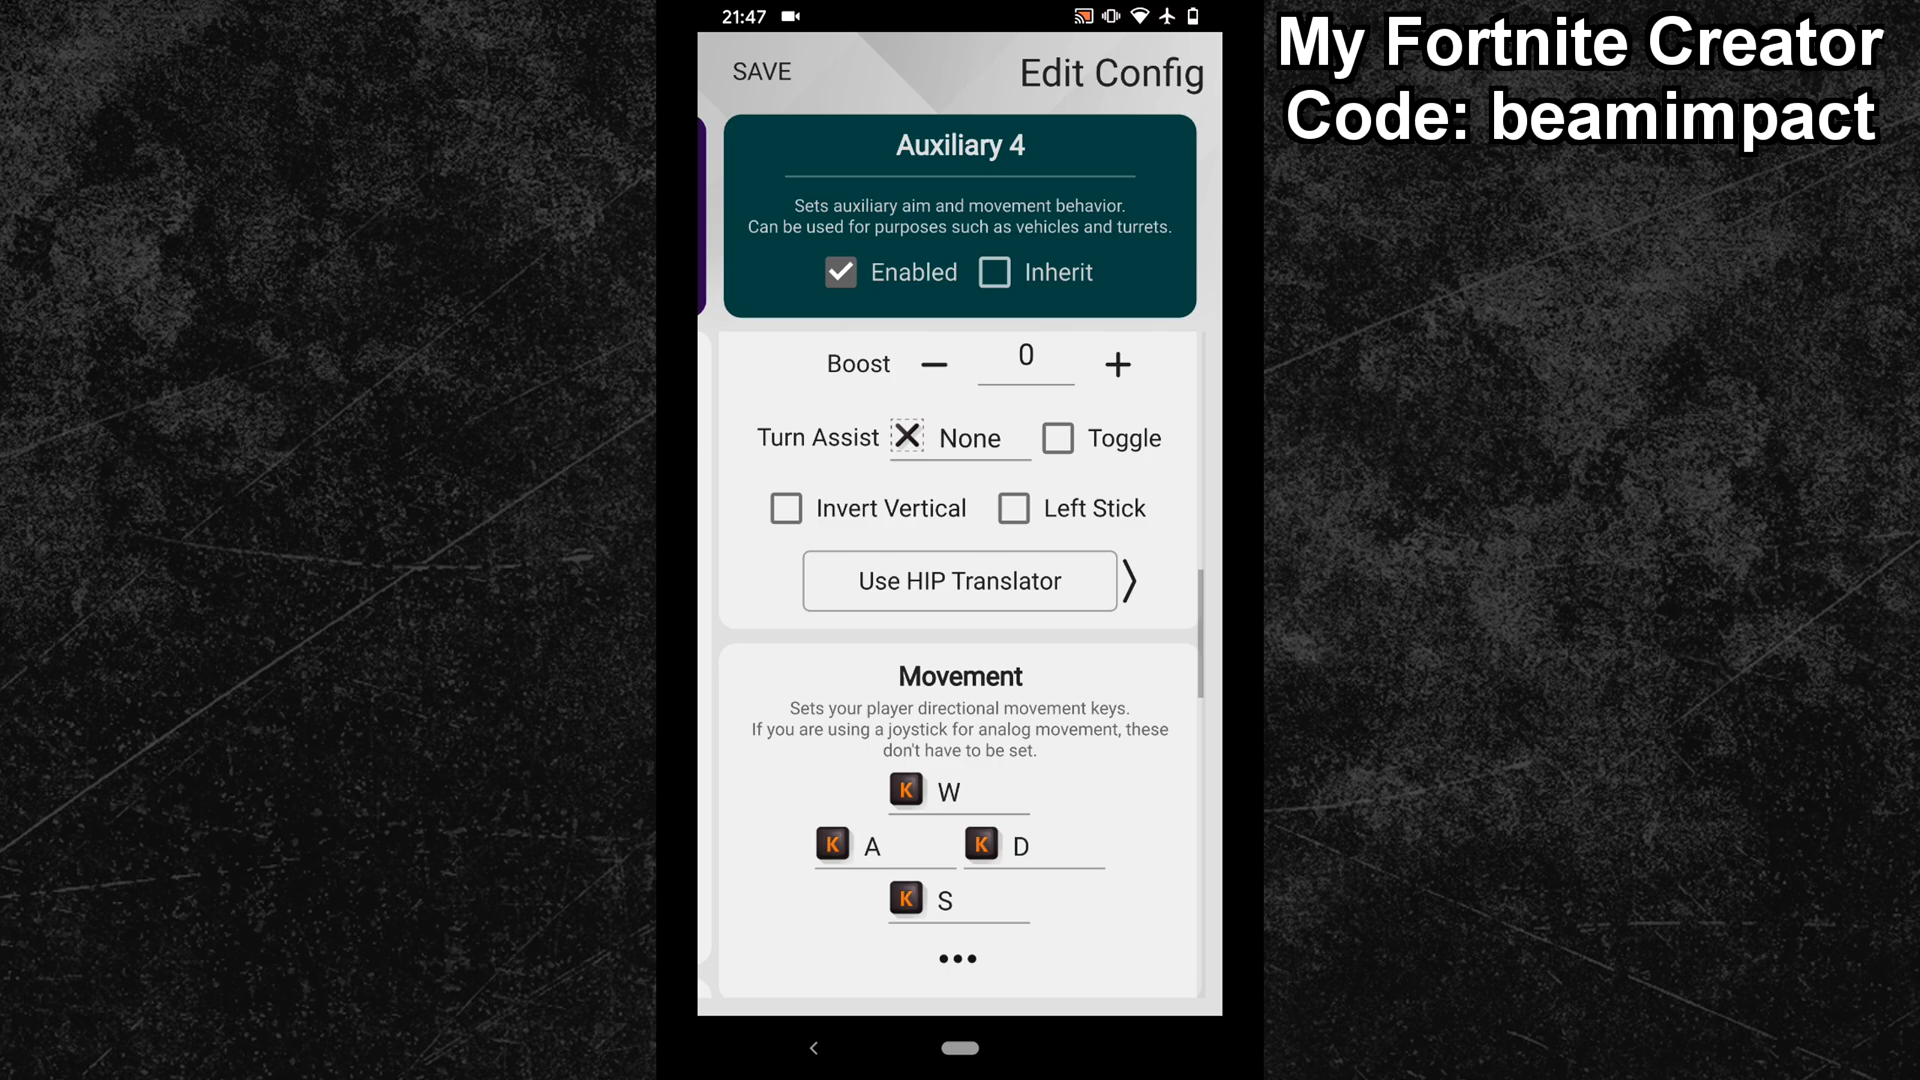 21:47
My Fortnite Creator
Code: beamimpact
SAVE
Edit Config
Auxiliary 4
Sets auxiliary aim and movement behavior.
Can be used for purposes such as vehicles and turrets.
Enabled
Inherit
Boost
0
Turn Assist
None
Toggle
Invert Vertical
Left Stick
Use HIP Translator
Movement
Sets your player directional movement keys.
If you are using a joystick for analog movement, these
don't have to be set.
K W
K A
K D
K S